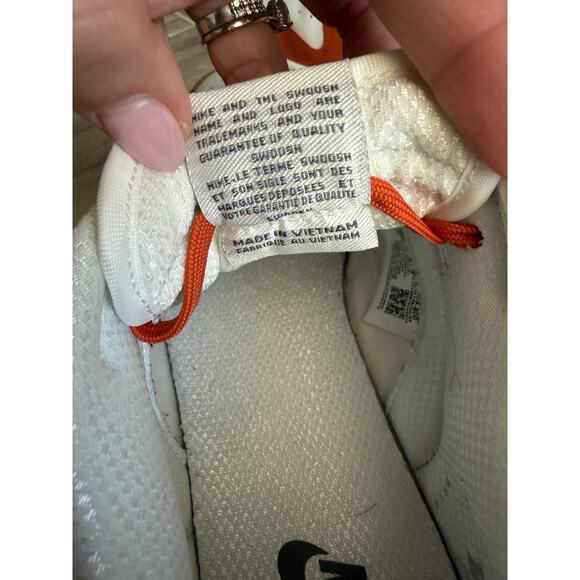 NIKE AND THE SWOOSH
NAME AND LOGO ARE
TRADEMARKS AND YOUR
GUARANTEE OF QUALITY
SWOOSH
NIKE-LE TERME SWOOSH
ET SON SIGLE SONT DES
MARQUES DEPOSEES ET
VOTRE GARANTIE DE QUALITE
SWOOSH
MADE IN VIETNAM
FABRIQUE AU VIETNAM